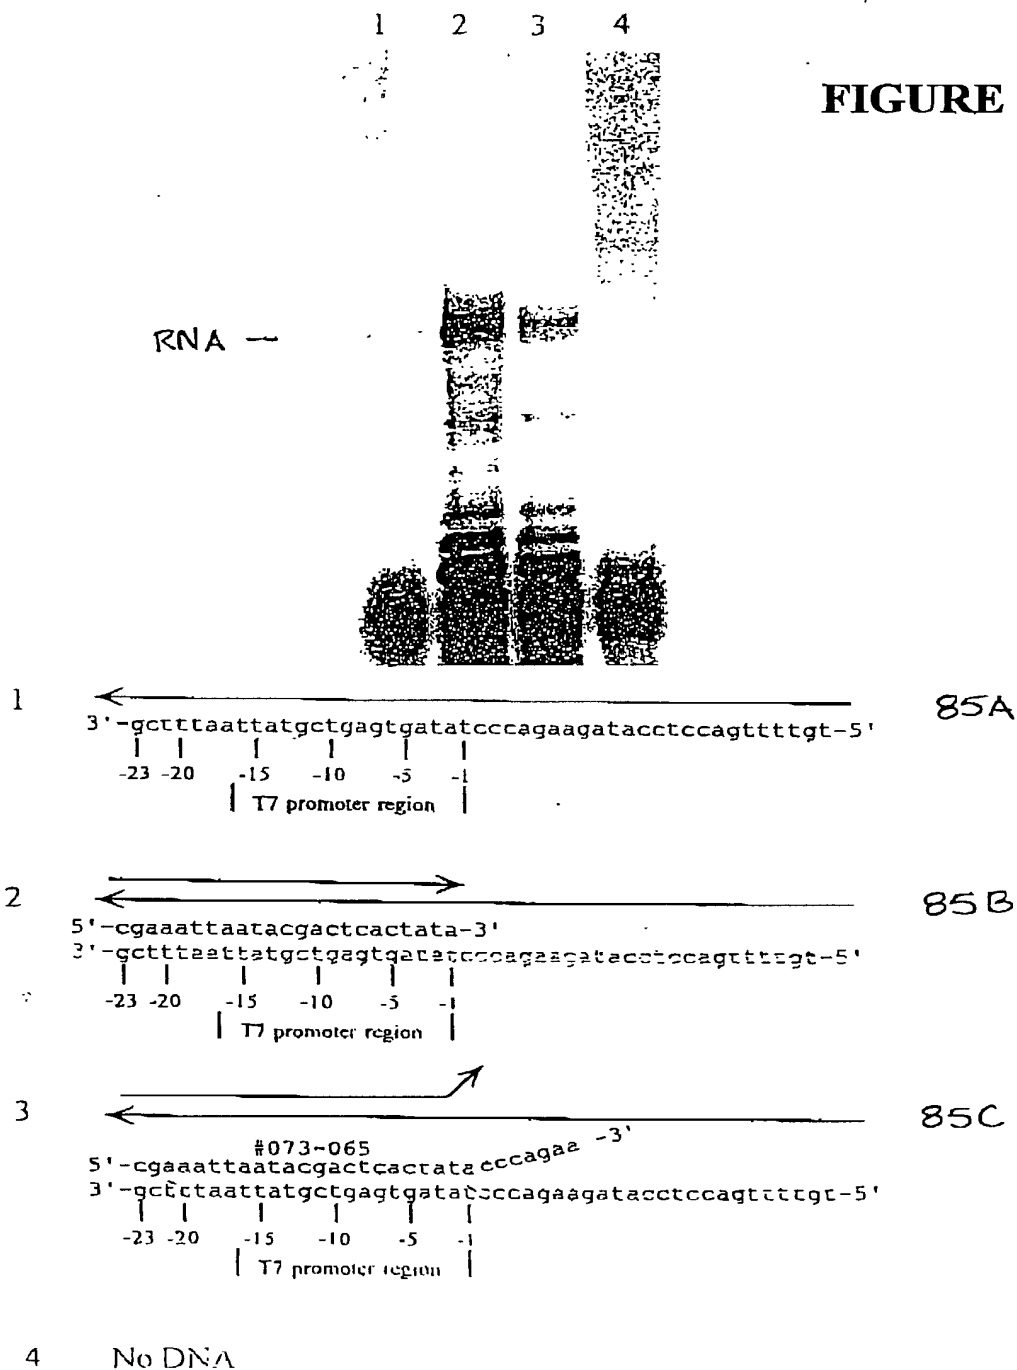 1 2 3 4
FIGURE
RNA —
1
85A
3'-gctttaattatgctgagtgatatcccagaagatacctccagttttgt-5'
-23 -20 -15 -10 -5 -1
T7 promoter region
2
85B
5'-cgaaattaatacgactcactata-3'
3'-gctttaattatgctgagtgatatcccagaagatacctccagttttgt-5'
-23 -20 -15 -10 -5 -1
T7 promoter region
3
85C
#073-065
5'-cgaaattaatacgactcactatacccagaa-3'
3'-gctttaattatgctgagtgatatcccagaagatacctccagttttgt-5'
-23 -20 -15 -10 -5 -1
T7 promoter region
4 No DNA